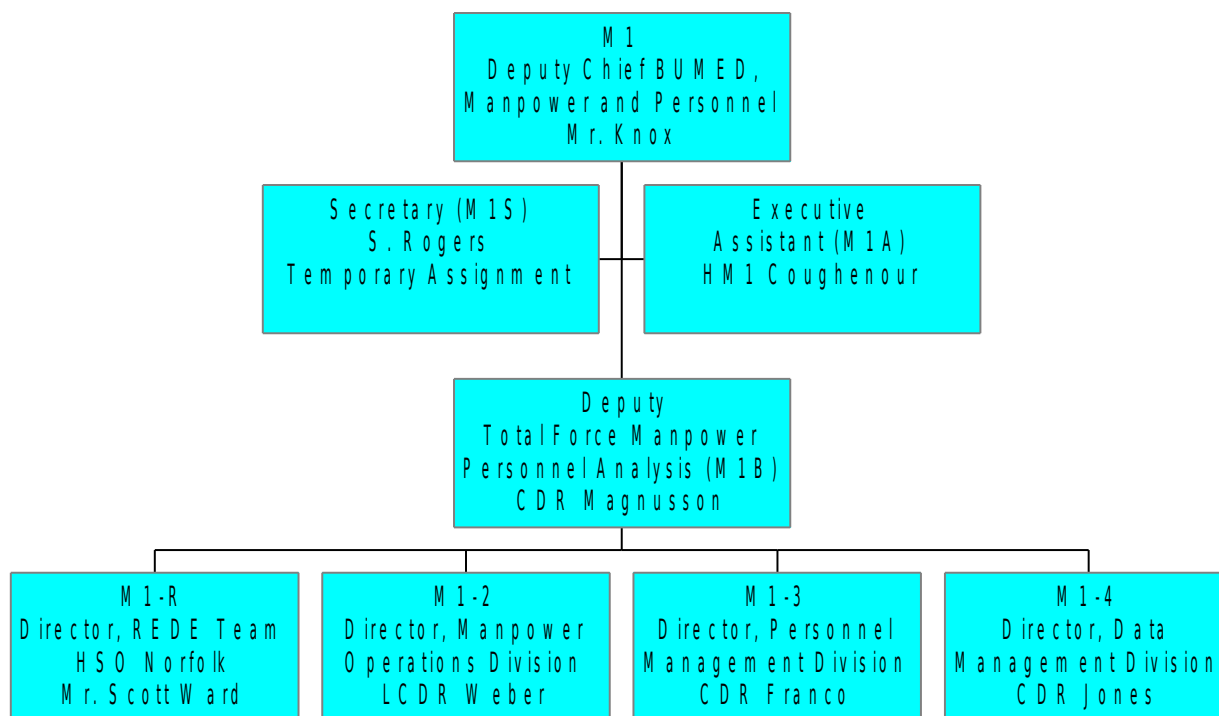 M1
Deputy Chief BUMED,
Manpower and Personnel
Mr. Knox
Secretary (M1S)
S. Rogers
Temporary Assignment
Executive
Assistant (M1A)
HM1 Coughenour
Deputy
Total Force Manpower
Personnel Analysis (M1B)
CDR Magnusson
M1-R
Director, REDE Team
HSO Norfolk
Mr. Scott Ward
M1-2
Director, Manpower
Operations Division
LCDR Weber
M1-3
Director, Personnel
Management Division
CDR Franco
M1-4
Director, Data
Management Division
CDR Jones